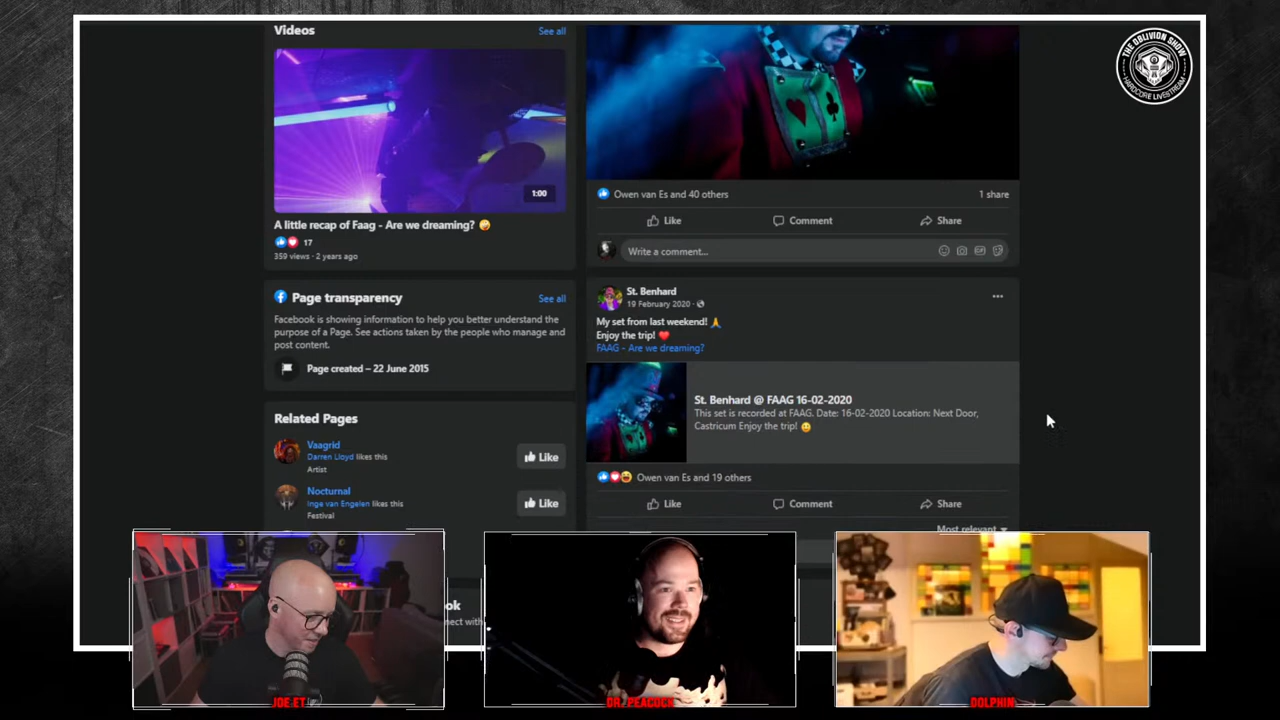 Videos
See all
1:00
A little recap of Faag - Are we dreaming? 🤪
17
359 views · 2 years ago
Page transparency
See all
Facebook is showing information to help you better understand the
purpose of a Page. See actions taken by the people who manage and
post content.
Page created – 22 June 2015
Related Pages
Vaagrid
Darren Lloyd likes this
Artist
Like
Nocturnal
Inge van Engelen likes this
Festival
Like
Owen van Es and 40 others
1 share
Like
Comment
Share
Write a comment...
St. Benhard
19 February 2020 ·
My set from last weekend! 🙏
Enjoy the trip! ❤️
FAAG - Are we dreaming?
St. Benhard @ FAAG 16-02-2020
This set is recorded at FAAG. Date: 16-02-2020 Location: Next Door,
Castricum Enjoy the trip! 😃
Owen van Es and 19 others
Like
Comment
Share
Most relevant
THE OBLIVION SHOW
HARDCORE LIVESTREAM
JOE ET
DR. PEACOCK
DOLPHIN